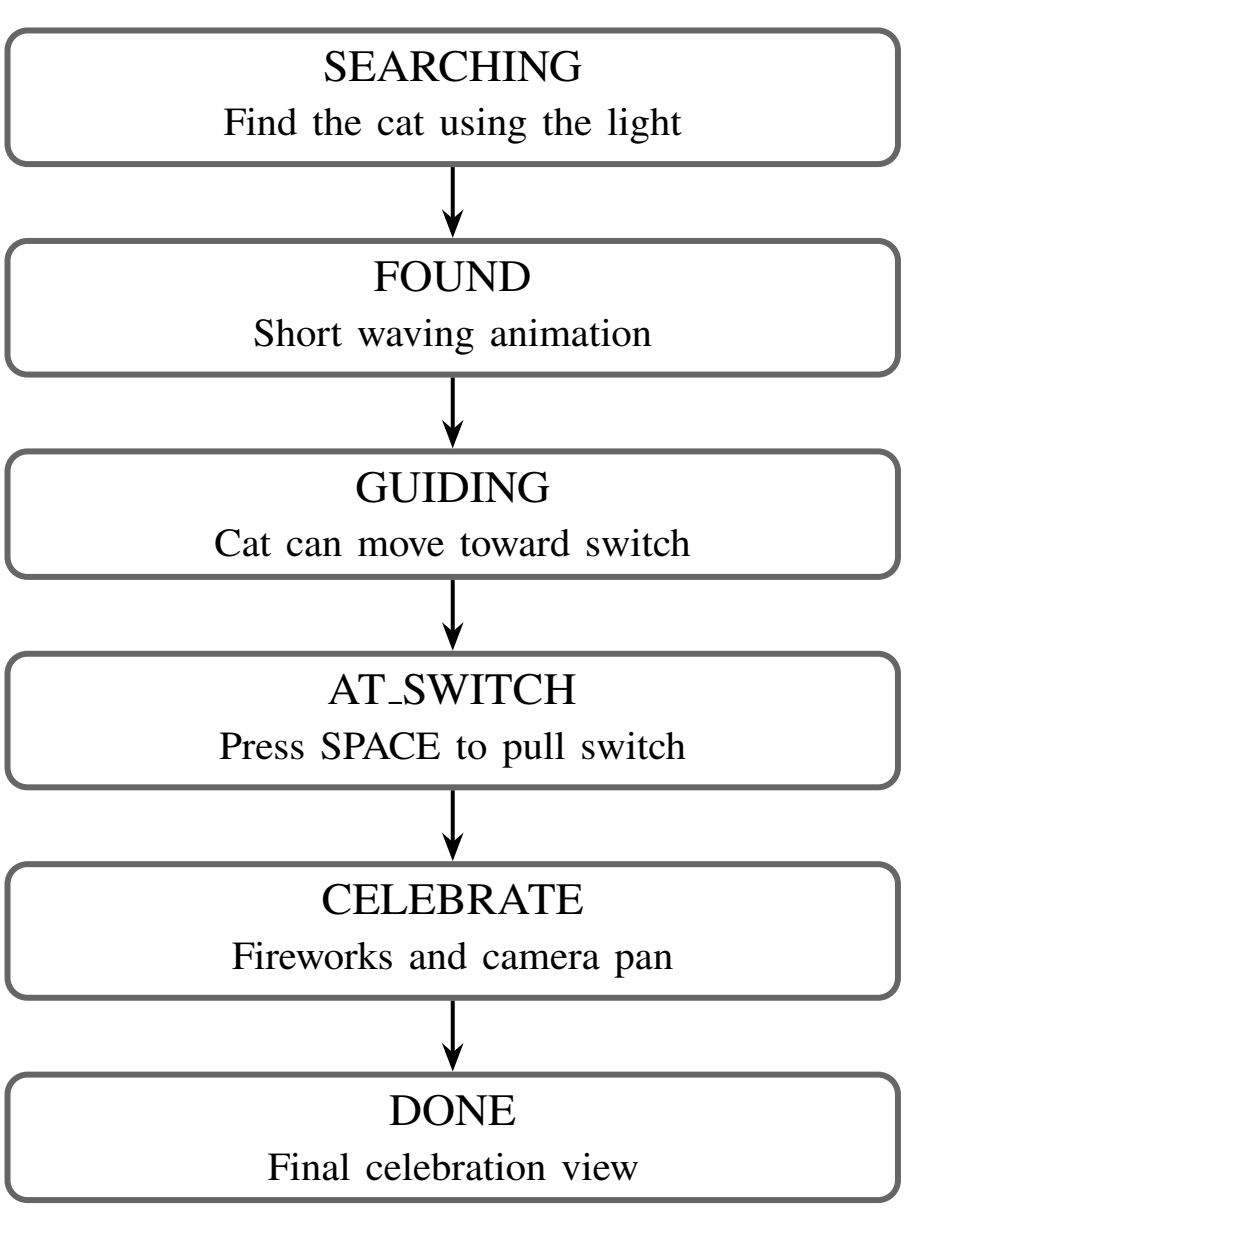 SEARCHING
Find the cat using the light
FOUND
Short waving animation
GUIDING
Cat can move toward switch
AT_SWITCH
Press SPACE to pull switch
CELEBRATE
Fireworks and camera pan
DONE
Final celebration view